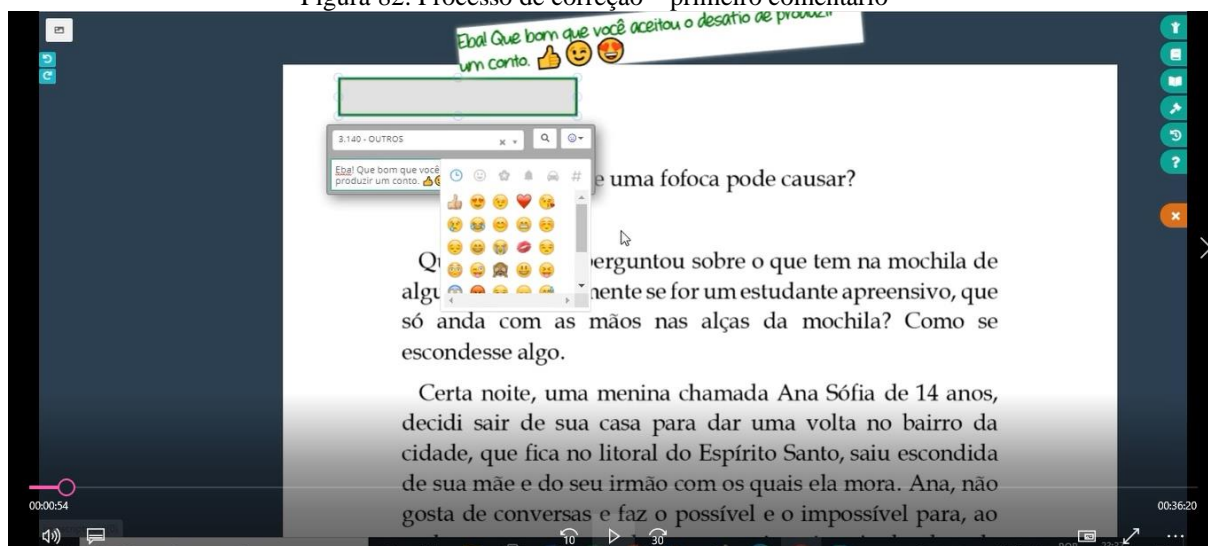 Figura 82: Processo de correção – primeiro comentário
Eba! Que bom que você aceitou o desafio de produzir
um conto. 👍😉😍
3.140 - OUTROS
Eba! Que bom que você
produzir um conto.
e uma fofoca pode causar?
perguntou sobre o que tem na mochila de
mente se for um estudante apreensivo, que
só anda com as mãos nas alças da mochila? Como se
escondesse algo.
Certa noite, uma menina chamada Ana Sófia de 14 anos,
decidi sair de sua casa para dar uma volta no bairro da
cidade, que fica no litoral do Espírito Santo, saiu escondida
de sua mãe e do seu irmão com os quais ela mora. Ana, não
gosta de conversas e faz o possível e o impossível para, ao
00:00:54
00:36:20
10
30